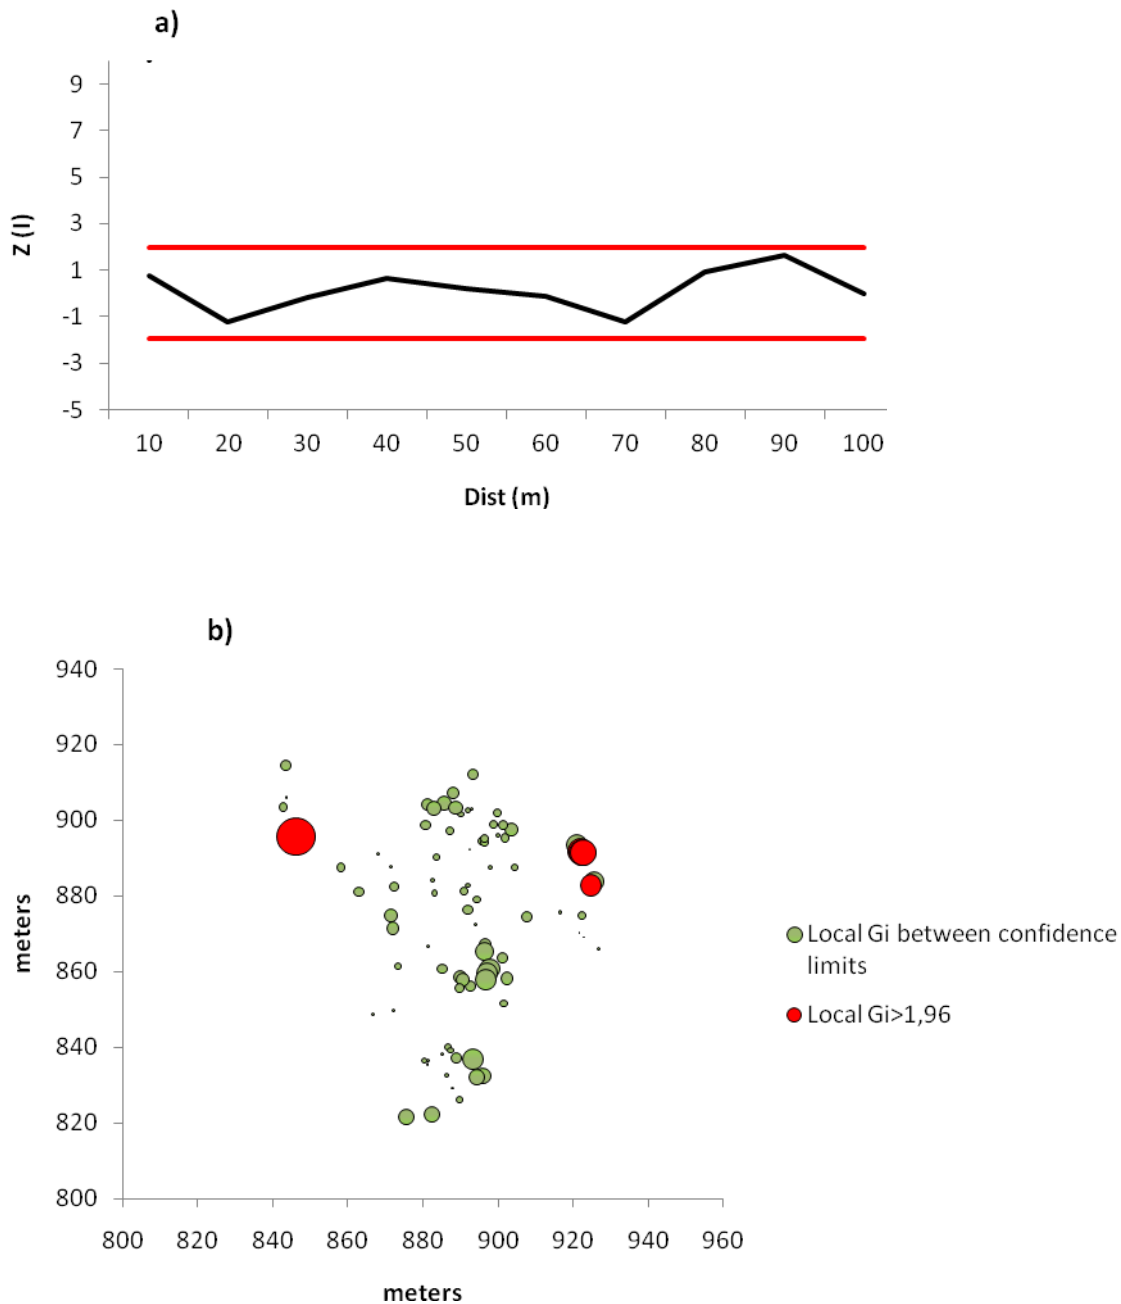 a)
9
7
5
3
1
-1
-3
-5
Z (I)
10 20 30 40 50 60 70 80 90 100
Dist (m)
b)
940
920
900
880
860
840
820
800
meters
800 820 840 860 880 900 920 940 960
meters
Local Gi between confidence
limits
Local Gi>1,96